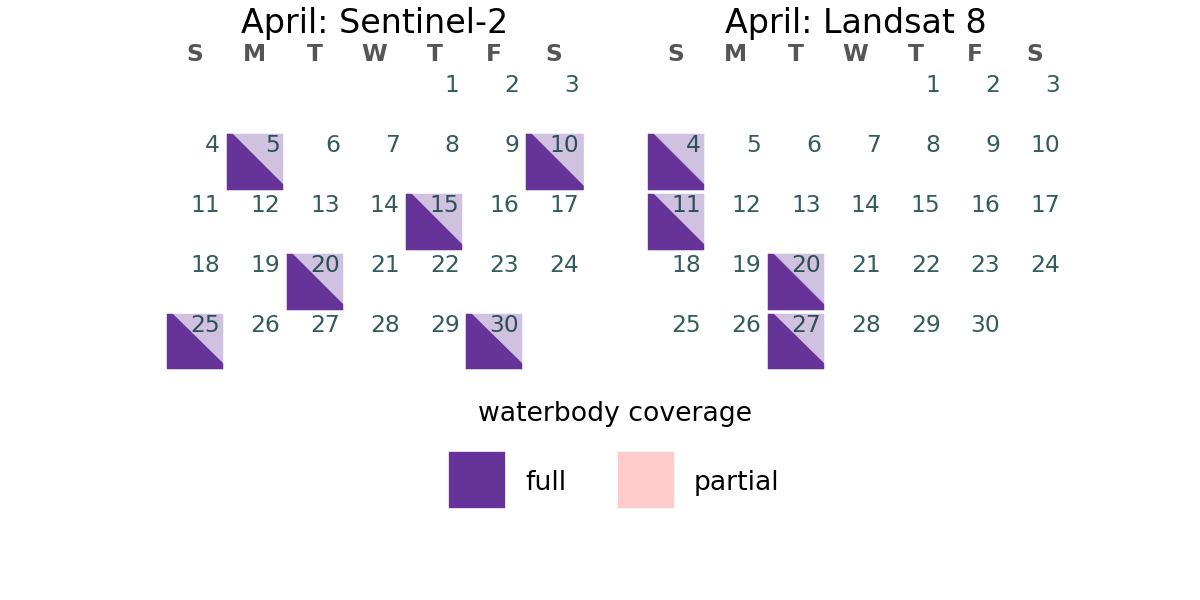 April: Sentinel-2
S M T W T F S
1 2 3
4 5 6 7 8 9 10
11 12 13 14 15 16 17
18 19 20 21 22 23 24
25 26 27 28 29 30
April: Landsat 8
S M T W T F S
1 2 3
4 5 6 7 8 9 10
11 12 13 14 15 16 17
18 19 20 21 22 23 24
25 26 27 28 29 30
waterbody coverage
full
partial